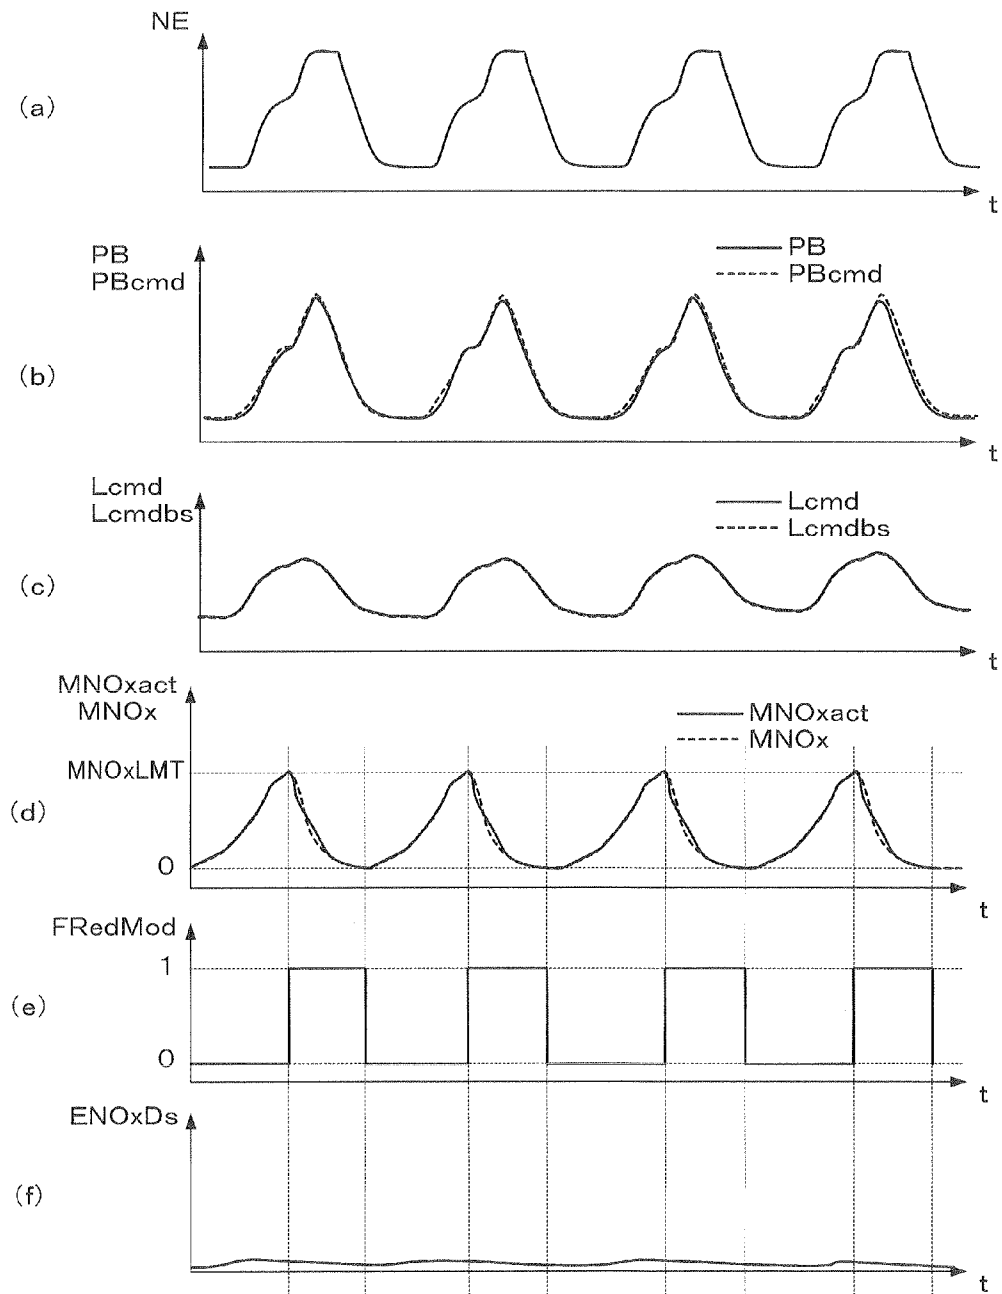 NE
(a)
t
PB
PBcmd
PB
PBcmd
(b)
t
Lcmd
Lcmdbs
Lcmd
Lcmdbs
(c)
t
MNOxact
MNOx
MNOxact
MNOx
MNOxLMT
(d)
0
t
FRedMod
1
(e)
0
t
ENOxDs
(f)
t